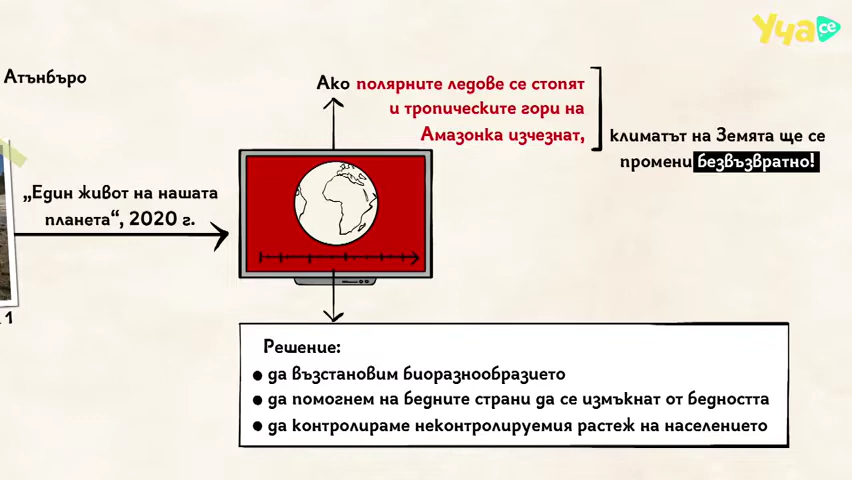 Уча.се
Атънбъро
Ако полярните ледове се стопят
и тропическите гори на
Амазонка изчезнат,
климатът на Земята ще се
промени безвъзвратно!
„Един живот на нашата
планета“, 2020 г.
1
Решение:
● да възстановим биоразнообразието
● да помогнем на бедните страни да се измъкнат от бедността
● да контролираме неконтролируемия растеж на населението